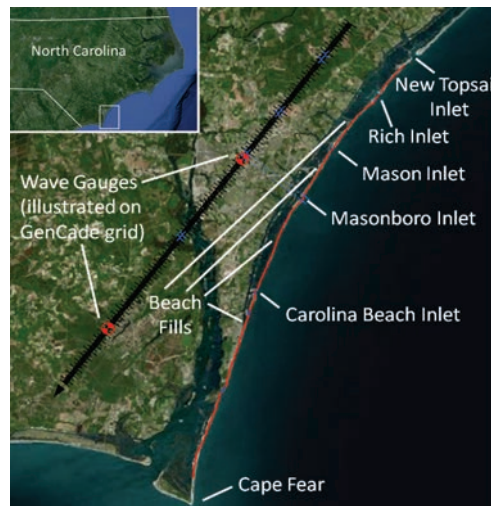 North Carolina
New Topsail
Inlet
Rich Inlet
Mason Inlet
Wave Gauges
(illustrated on
GenCade grid)
Masonboro Inlet
Beach
Fills
Carolina Beach Inlet
Cape Fear